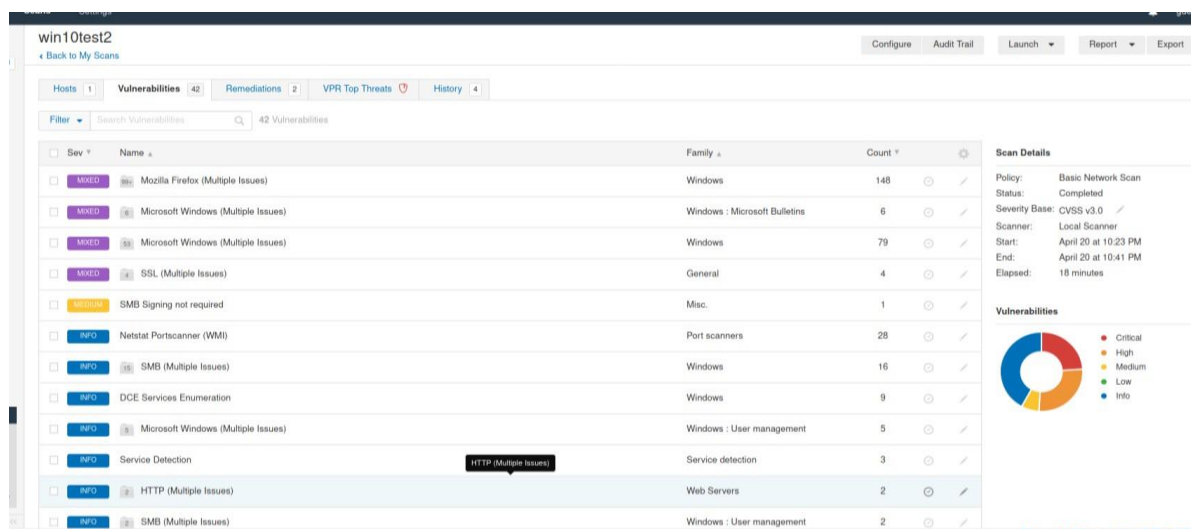 Scans Settings
win10test2
Back to My Scans
Configure Audit Trail Launch Report Export
Hosts 1 Vulnerabilities 42 Remediations 2 VPR Top Threats History 4
Filter Search Vulnerabilities 42 Vulnerabilities
Sev Name Family Count
MIXED 99+ Mozilla Firefox (Multiple Issues) Windows 148
MIXED 6 Microsoft Windows (Multiple Issues) Windows : Microsoft Bulletins 6
MIXED 53 Microsoft Windows (Multiple Issues) Windows 79
MIXED 4 SSL (Multiple Issues) General 4
MEDIUM SMB Signing not required Misc. 1
INFO Netstat Portscanner (WMI) Port scanners 28
INFO 15 SMB (Multiple Issues) Windows 16
INFO DCE Services Enumeration Windows 9
INFO 5 Microsoft Windows (Multiple Issues) Windows : User management 5
INFO Service Detection Service detection 3
HTTP (Multiple Issues)
INFO 2 HTTP (Multiple Issues) Web Servers 2
INFO 2 SMB (Multiple Issues) Windows : User management 2
Scan Details
Policy: Basic Network Scan
Status: Completed
Severity Base: CVSS v3.0
Scanner: Local Scanner
Start: April 20 at 10:23 PM
End: April 20 at 10:41 PM
Elapsed: 18 minutes
Vulnerabilities
Critical
High
Medium
Low
Info